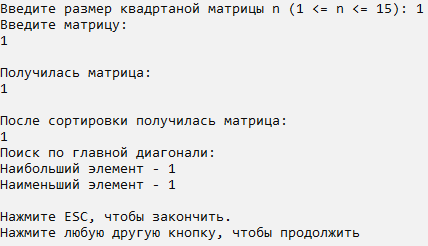 Введите размер квадртаной матрицы n (1 <= n <= 15): 1
Введите матрицу:
1
Получилась матрица:
1
После сортировки получилась матрица:
1
Поиск по главной диагонали:
Наибольший элемент - 1
Наименьший элемент - 1
Нажмите ESC, чтобы закончить.
Нажмите любую другую кнопку, чтобы продолжить